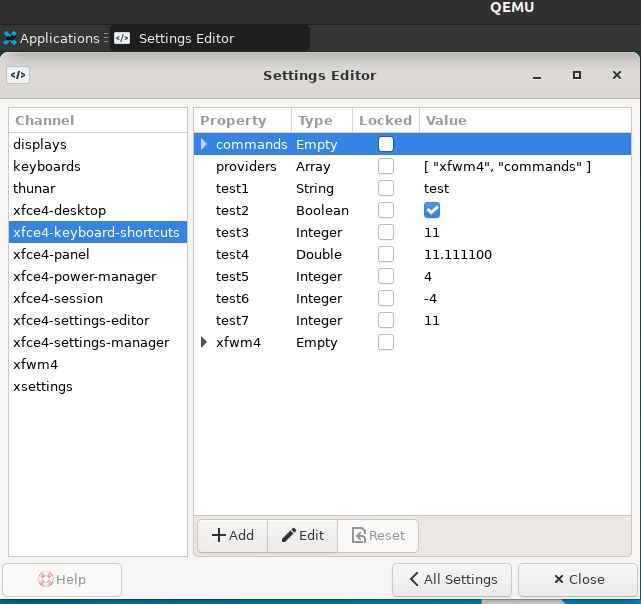 QEMU
Applications Settings Editor
Settings Editor
Channel Property Type Locked Value
displays commands Empty
keyboards providers Array [ "xfwm4", "commands" ]
thunar test1 String test
xfce4-desktop test2 Boolean
xfce4-keyboard-shortcuts test3 Integer 11
xfce4-panel test4 Double 11.111100
xfce4-power-manager test5 Integer 4
xfce4-session test6 Integer -4
xfce4-settings-editor test7 Integer 11
xfce4-settings-manager xfwm4 Empty
xfwm4
xsettings
Add Edit Reset
Help All Settings Close